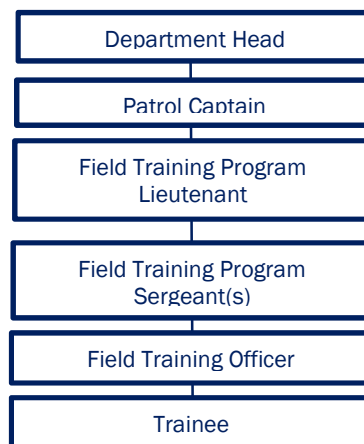 Department Head
Patrol Captain
Field Training Program
Lieutenant
Field Training Program
Sergeant(s)
Field Training Officer
Trainee